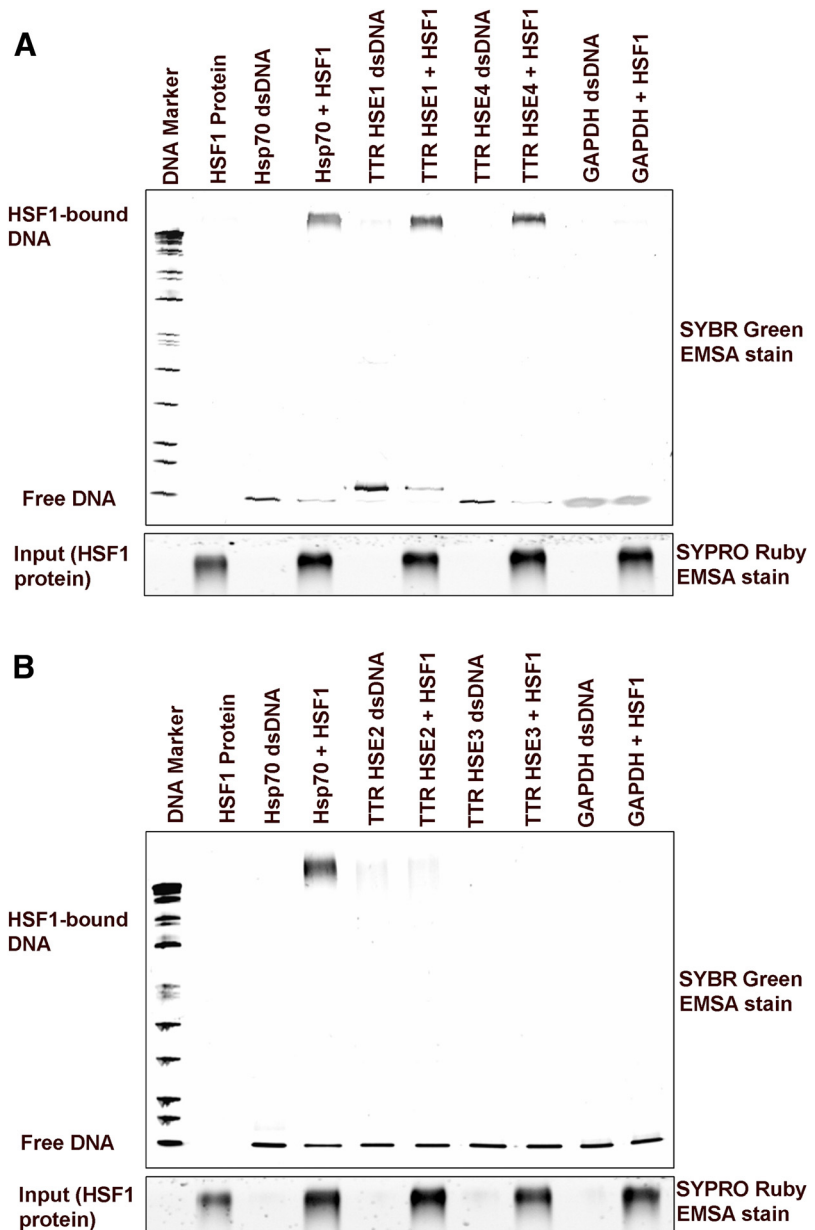 A
DNA Marker
HSF1 Protein
Hsp70 dsDNA
Hsp70 + HSF1
TTR HSE1 dsDNA
TTR HSE1 + HSF1
TTR HSE4 dsDNA
TTR HSE4 + HSF1
GAPDH dsDNA
GAPDH + HSF1
HSF1-bound
DNA
SYBR Green
EMSA stain
Free DNA
Input (HSF1
protein)
SYPRO Ruby
EMSA stain
B
DNA Marker
HSF1 Protein
Hsp70 dsDNA
Hsp70 + HSF1
TTR HSE2 dsDNA
TTR HSE2 + HSF1
TTR HSE3 dsDNA
TTR HSE3 + HSF1
GAPDH dsDNA
GAPDH + HSF1
HSF1-bound
DNA
SYBR Green
EMSA stain
Free DNA
Input (HSF1
protein)
SYPRO Ruby
EMSA stain